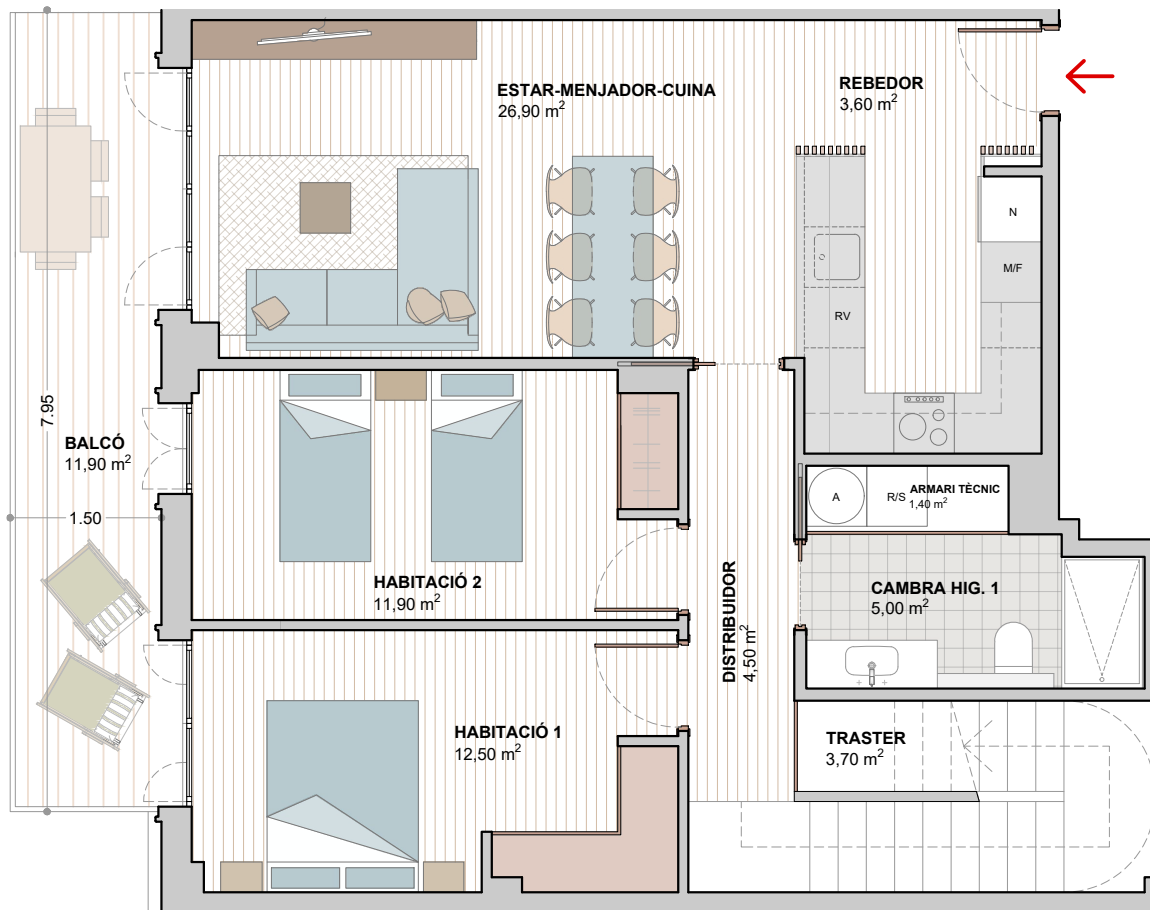 ESTAR-MENJADOR-CUINA
26,90 m²
REBEDOR
3,60 m²
N
M/F
RV
7.95
BALCÓ
11,90 m²
1.50
A
R/S
ARMARI TÈCNIC
1,40 m²
HABITACIÓ 2
11,90 m²
DISTRIBUIDOR
4,50 m²
CAMBRA HIG. 1
5,00 m²
HABITACIÓ 1
12,50 m²
TRASTER
3,70 m²